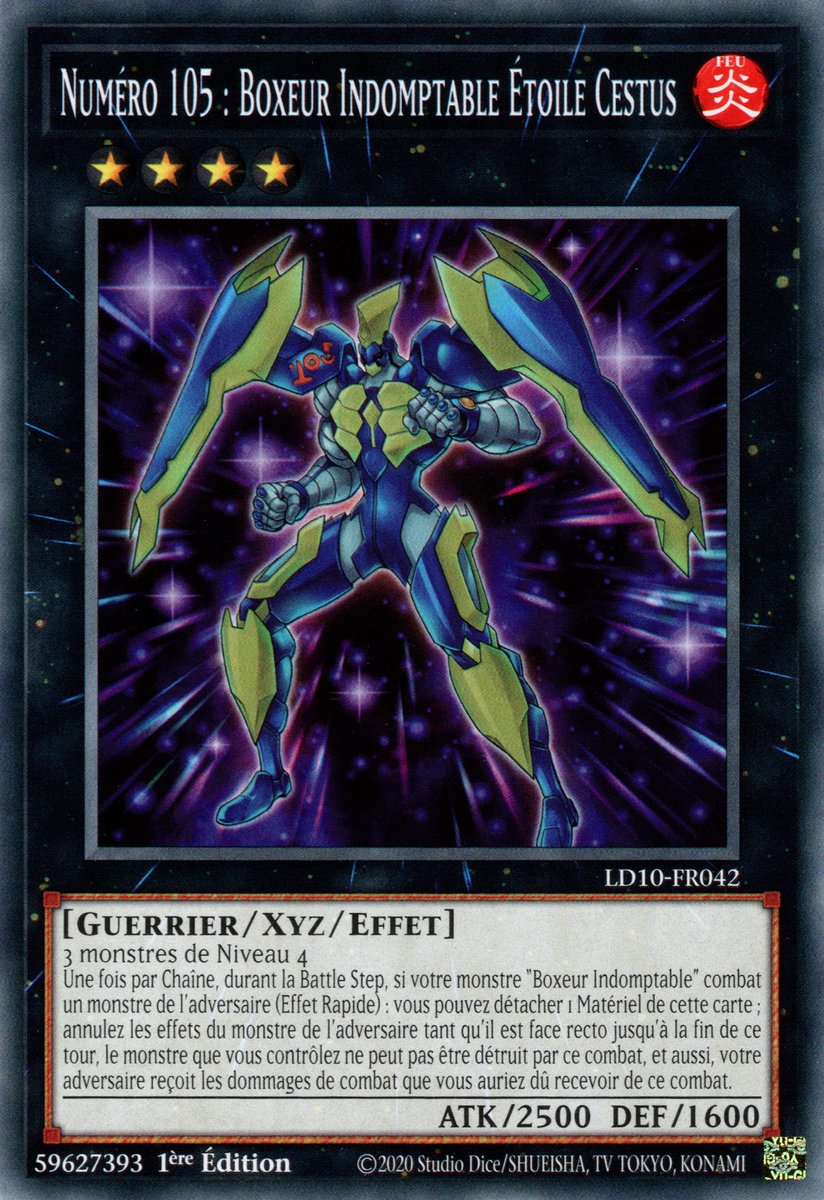 Numéro 105 : Boxeur Indomptable Étoile Cestus
FEU
炎
105
LD10-FR042
[Guerrier/Xyz/Effet]
3 monstres de Niveau 4
Une fois par Chaîne, durant la Battle Step, si votre monstre "Boxeur Indomptable" combat
un monstre de l'adversaire (Effet Rapide) : vous pouvez détacher 1 Matériel de cette carte ;
annulez les effets du monstre de l'adversaire tant qu'il est face recto jusqu'à la fin de ce
tour, le monstre que vous contrôlez ne peut pas être détruit par ce combat, et aussi, votre
adversaire reçoit les dommages de combat que vous auriez dû recevoir de ce combat.
ATK/2500 DEF/1600
59627393 1ère Édition ©2020 Studio Dice/SHUEISHA, TV TOKYO, KONAMI